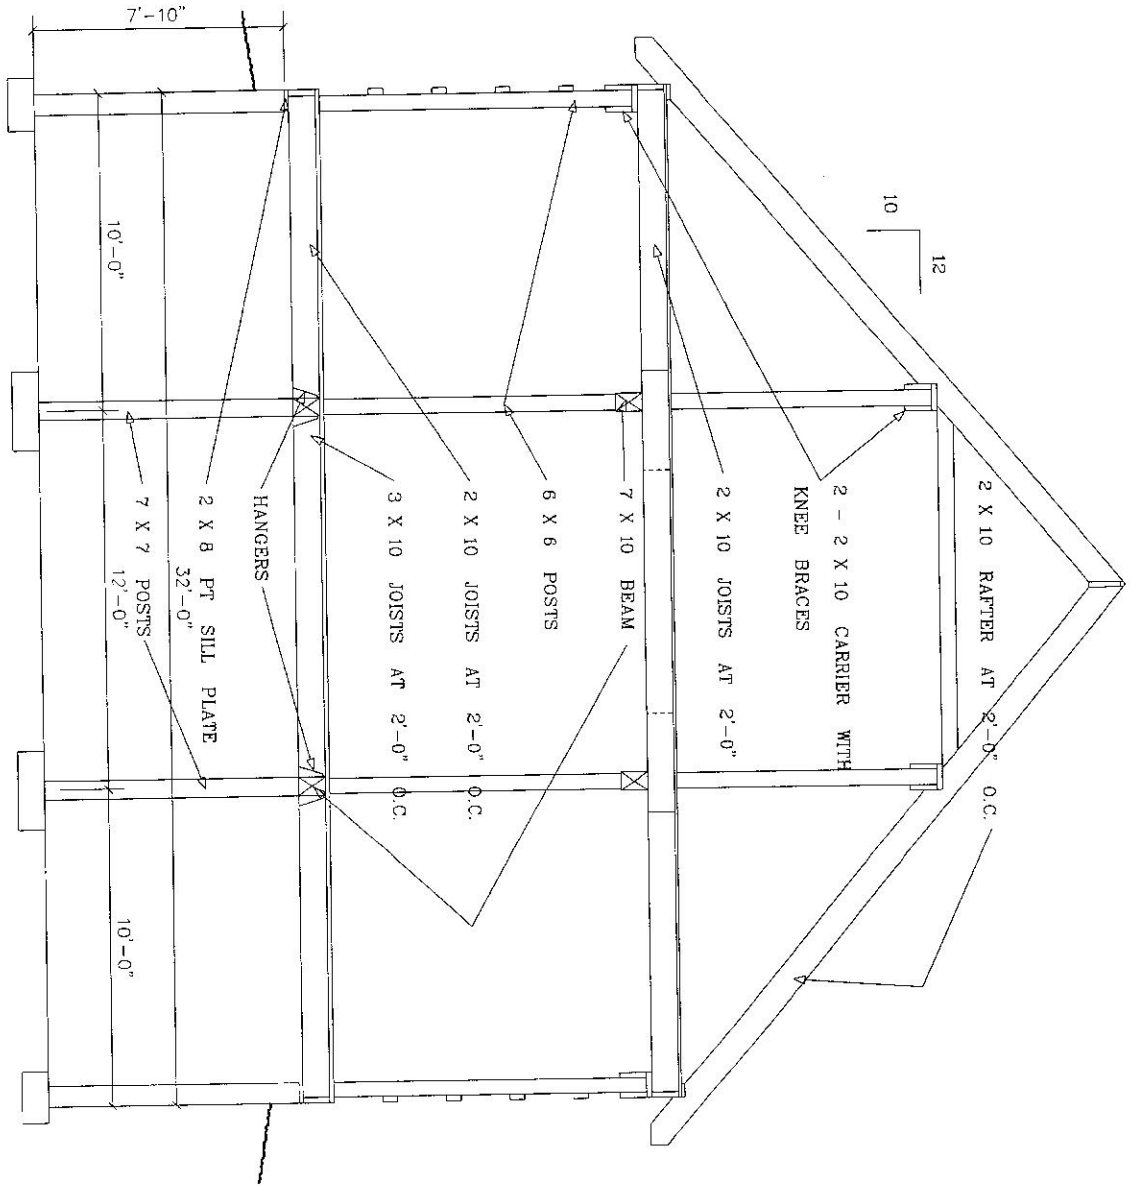 2 X 10 RAFTER AT 2'-0" O.C.
12
10
2 - 2 X 10 CARRIER WITH
KNEE BRACES
2 X 10 JOISTS AT 2'-0"
7 X 10 BEAM
6 X 6 POSTS
2 X 10 JOISTS AT 2'-0" O.C.
3 X 10 JOISTS AT 2'-0" O.C.
HANGERS
2 X 8 PT SILL PLATE
32'-0"
7 X 7 POSTS
12'-0"
10'-0"
10'-0"
7'-10"